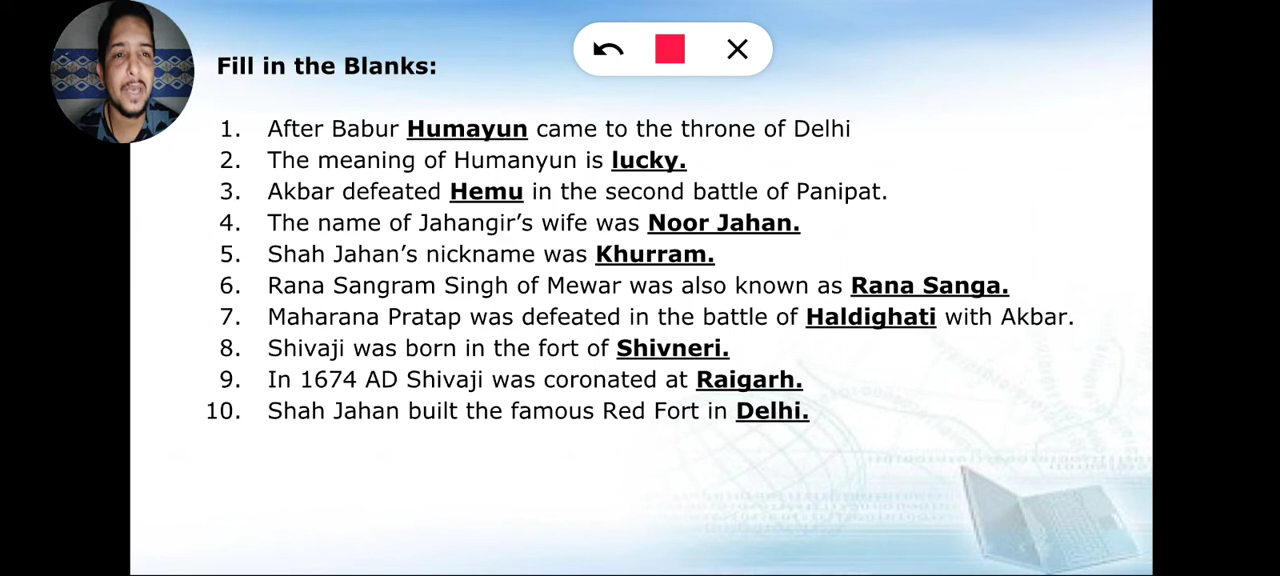 Fill in the Blanks:
1. After Babur Humayun came to the throne of Delhi
2. The meaning of Humanyun is lucky.
3. Akbar defeated Hemu in the second battle of Panipat.
4. The name of Jahangir's wife was Noor Jahan.
5. Shah Jahan's nickname was Khurram.
6. Rana Sangram Singh of Mewar was also known as Rana Sanga.
7. Maharana Pratap was defeated in the battle of Haldighati with Akbar.
8. Shivaji was born in the fort of Shivneri.
9. In 1674 AD Shivaji was coronated at Raigarh.
10. Shah Jahan built the famous Red Fort in Delhi.